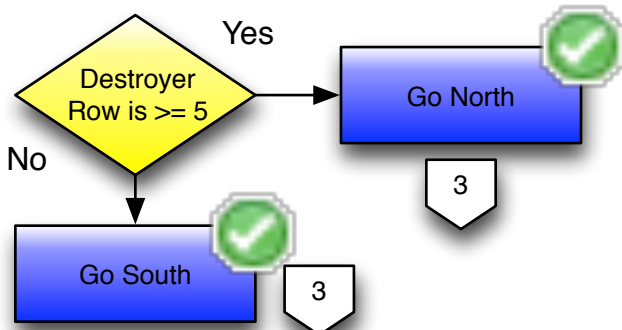 Yes
Destroyer
Row is >= 5
Go North
No
3
Go South
3